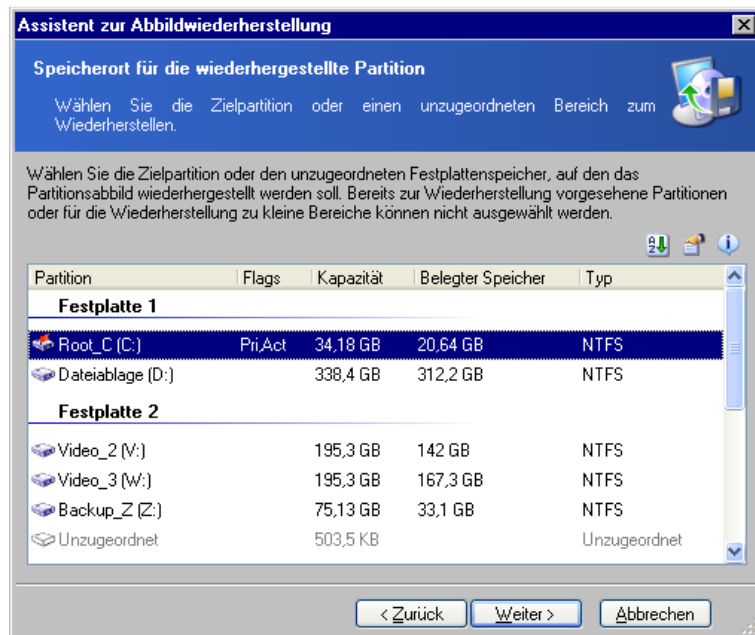 Assistent zur Abbildwiederherstellung
Speicherort für die wiederhergestellte Partition
Wählen Sie die Zielpartition oder einen unzugeordneten Bereich zum
Wiederherstellen.
Wählen Sie die Zielpartition oder den unzugeordneten Festplattenspeicher, auf den das
Partitionsabbild wiederhergestellt werden soll. Bereits zur Wiederherstellung vorgesehene Partitionen
oder für die Wiederherstellung zu kleine Bereiche können nicht ausgewählt werden.
Partition Flags Kapazität Belegter Speicher Typ
Festplatte 1
Root_C (C:) Pri,Act 34,18 GB 20,64 GB NTFS
Dateiablage (D:) 338,4 GB 312,2 GB NTFS
Festplatte 2
Video_2 (V:) 195,3 GB 142 GB NTFS
Video_3 (W:) 195,3 GB 167,3 GB NTFS
Backup_Z (Z:) 75,13 GB 33,1 GB NTFS
Unzugeordnet 503,5 KB Unzugeordnet
< Zurück Weiter > Abbrechen